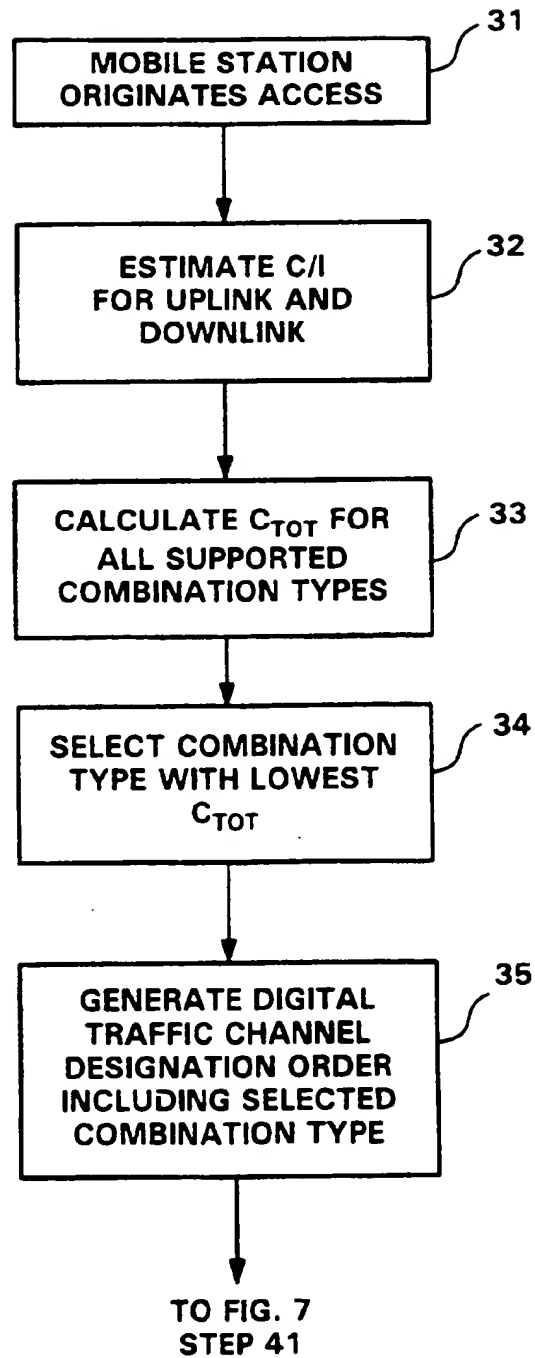 31
MOBILE STATION
ORIGINATES ACCESS
32
ESTIMATE C/I
FOR UPLINK AND
DOWNLINK
33
CALCULATE CTOT FOR
ALL SUPPORTED
COMBINATION TYPES
34
SELECT COMBINATION
TYPE WITH LOWEST
CTOT
35
GENERATE DIGITAL
TRAFFIC CHANNEL
DESIGNATION ORDER
INCLUDING SELECTED
COMBINATION TYPE
TO FIG. 7
STEP 41